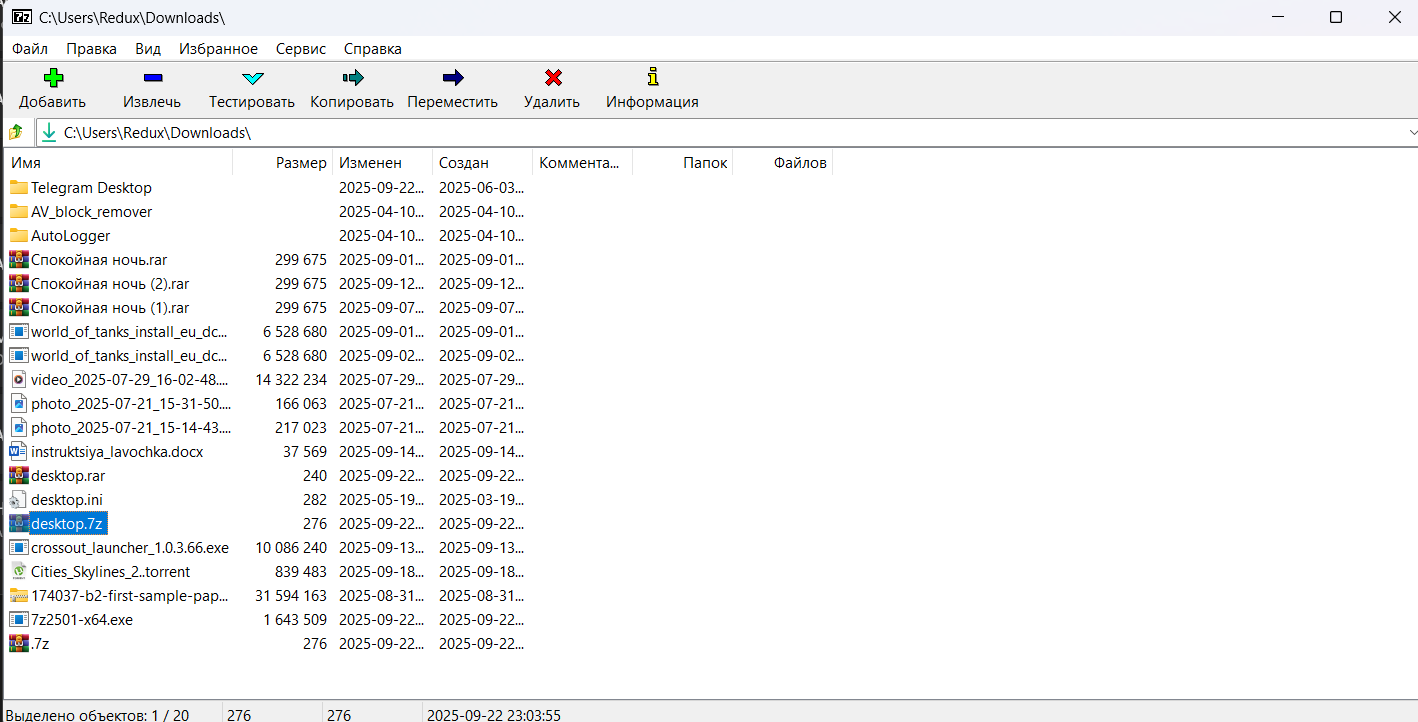 C:\Users\Redux\Downloads\
Файл Правка Вид Избранное Сервис Справка
Добавить Извлечь Тестировать Копировать Переместить Удалить Информация
C:\Users\Redux\Downloads\
Имя Размер Изменен Создан Коммента... Папок Файлов
Telegram Desktop 2025-09-22... 2025-06-03...
AV_block_remover 2025-04-10... 2025-04-10...
AutoLogger 2025-04-10... 2025-04-10...
Спокойная ночь.rar 299 675 2025-09-01... 2025-09-01...
Спокойная ночь (2).rar 299 675 2025-09-12... 2025-09-12...
Спокойная ночь (1).rar 299 675 2025-09-07... 2025-09-07...
world_of_tanks_install_eu_dc... 6 528 680 2025-09-01... 2025-09-01...
world_of_tanks_install_eu_dc... 6 528 680 2025-09-02... 2025-09-02...
video_2025-07-29_16-02-48.... 14 322 234 2025-07-29... 2025-07-29...
photo_2025-07-21_15-31-50.... 166 063 2025-07-21... 2025-07-21...
photo_2025-07-21_15-14-43.... 217 023 2025-07-21... 2025-07-21...
instruktsiya_lavochka.docx 37 569 2025-09-14... 2025-09-14...
desktop.rar 240 2025-09-22... 2025-09-22...
desktop.ini 282 2025-05-19... 2025-03-19...
desktop.7z 276 2025-09-22... 2025-09-22...
crossout_launcher_1.0.3.66.exe 10 086 240 2025-09-13... 2025-09-13...
Cities_Skylines_2..torrent 839 483 2025-09-18... 2025-09-18...
174037-b2-first-sample-pap... 31 594 163 2025-08-31... 2025-08-31...
7z2501-x64.exe 1 643 509 2025-09-22... 2025-09-22...
.7z 276 2025-09-22... 2025-09-22...
Выделено объектов: 1 / 20 276 276 2025-09-22 23:03:55